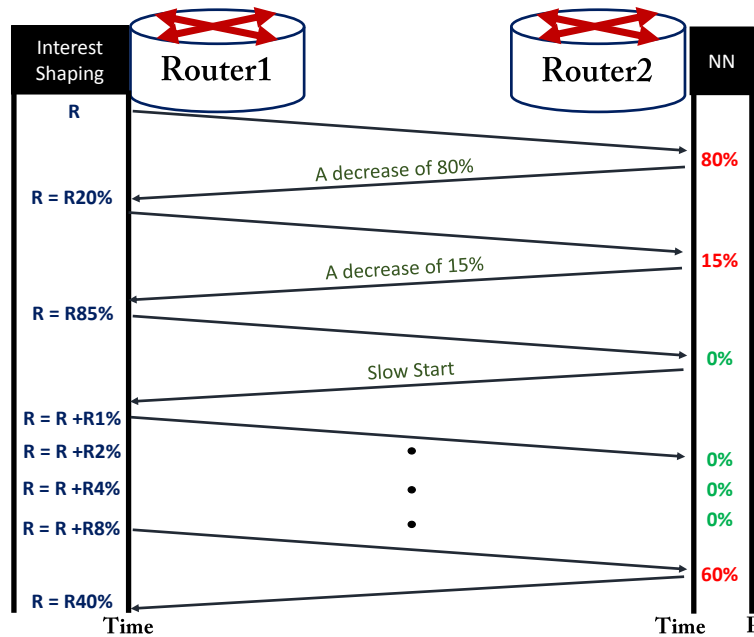 Interest
Shaping
Router1
Router2
NN
R
80%
A decrease of 80%
R = R20%
15%
A decrease of 15%
R = R85%
0%
Slow Start
R = R +R1%
R = R +R2%
0%
R = R +R4%
0%
0%
R = R +R8%
60%
R = R40%
Time
Time